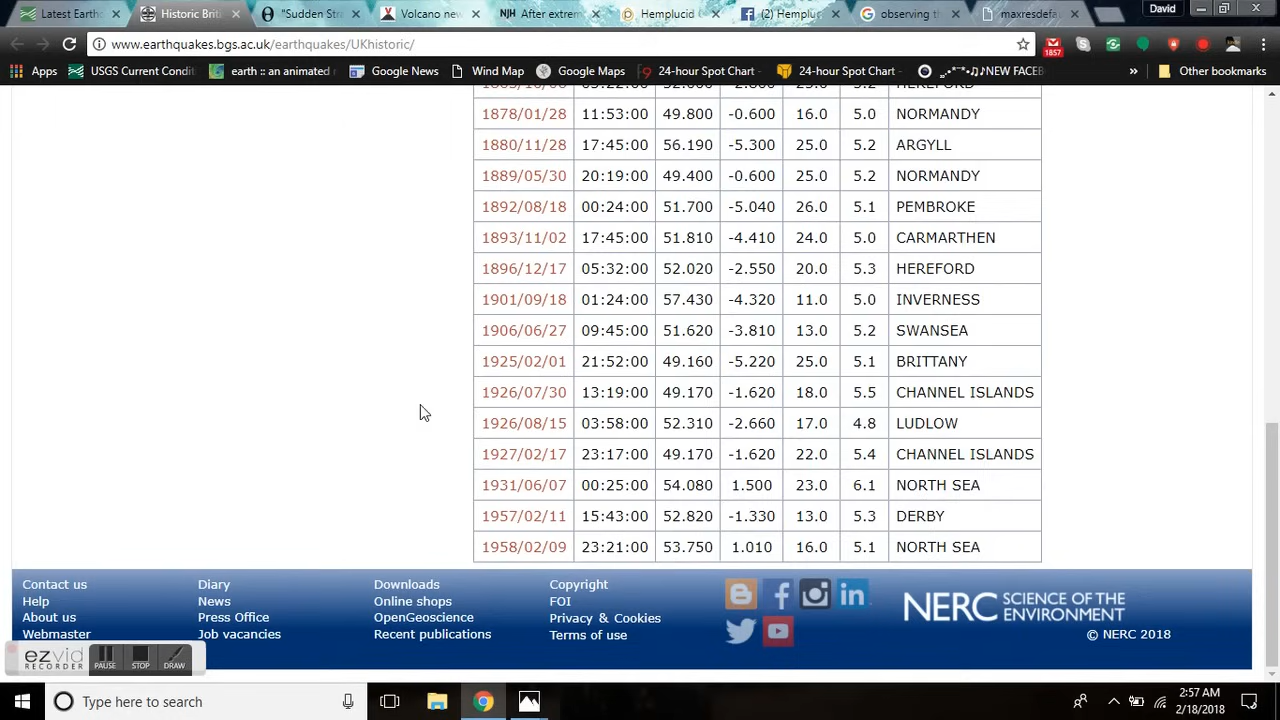 Latest Earth
Historic Brit
"Sudden Stra
Volcano new
NJH After extrem
Hemplucid
(2) Hemplu
observing th
maxresdefau
David
www.earthquakes.bgs.ac.uk/earthquakes/UKhistoric/
1857
Apps USGS Current Condi earth :: an animated Google News Wind Map Google Maps 24-hour Spot Chart 24-hour Spot Chart NEW FACEB » Other bookmarks
HEREFORD
1878/01/28 11:53:00 49.800 -0.600 16.0 5.0 NORMANDY
1880/11/28 17:45:00 56.190 -5.300 25.0 5.2 ARGYLL
1889/05/30 20:19:00 49.400 -0.600 25.0 5.2 NORMANDY
1892/08/18 00:24:00 51.700 -5.040 26.0 5.1 PEMBROKE
1893/11/02 17:45:00 51.810 -4.410 24.0 5.0 CARMARTHEN
1896/12/17 05:32:00 52.020 -2.550 20.0 5.3 HEREFORD
1901/09/18 01:24:00 57.430 -4.320 11.0 5.0 INVERNESS
1906/06/27 09:45:00 51.620 -3.810 13.0 5.2 SWANSEA
1925/02/01 21:52:00 49.160 -5.220 25.0 5.1 BRITTANY
1926/07/30 13:19:00 49.170 -1.620 18.0 5.5 CHANNEL ISLANDS
1926/08/15 03:58:00 52.310 -2.660 17.0 4.8 LUDLOW
1927/02/17 23:17:00 49.170 -1.620 22.0 5.4 CHANNEL ISLANDS
1931/06/07 00:25:00 54.080 1.500 23.0 6.1 NORTH SEA
1957/02/11 15:43:00 52.820 -1.330 13.0 5.3 DERBY
1958/02/09 23:21:00 53.750 1.010 16.0 5.1 NORTH SEA
Contact us Diary Downloads Copyright
Help News Online shops FOI
About us Press Office OpenGeoscience Privacy & Cookies
Webmaster Job vacancies Recent publications Terms of use
NERC SCIENCE OF THE ENVIRONMENT
© NERC 2018
ezvid
RECORDER
PAUSE STOP DRAW
Type here to search
2:57 AM
2/18/2018